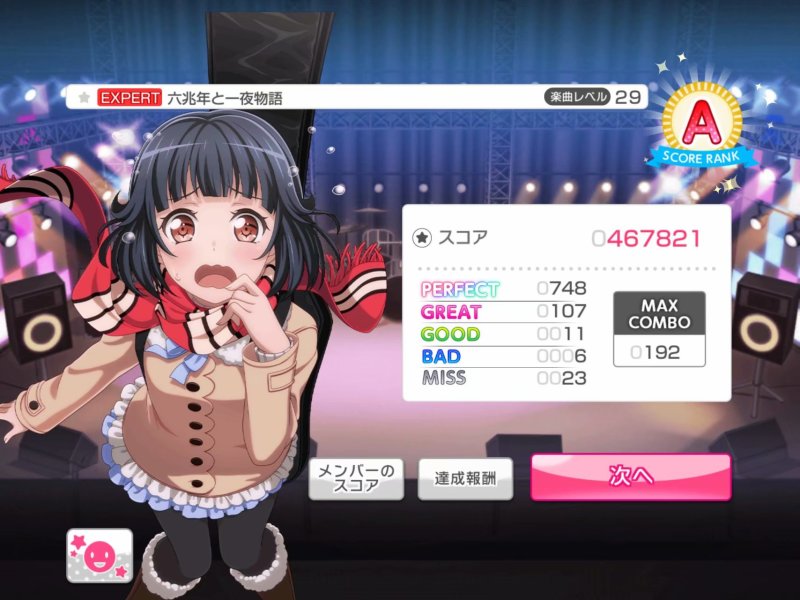 EXPERT 六兆年と一夜物語
楽曲レベル 29
A
SCORE RANK
スコア 0467821
PERFECT 0748
GREAT 0107
GOOD 0011
BAD 0006
MISS 0023
MAX
COMBO
0192
メンバーの
スコア
達成報酬
次へ